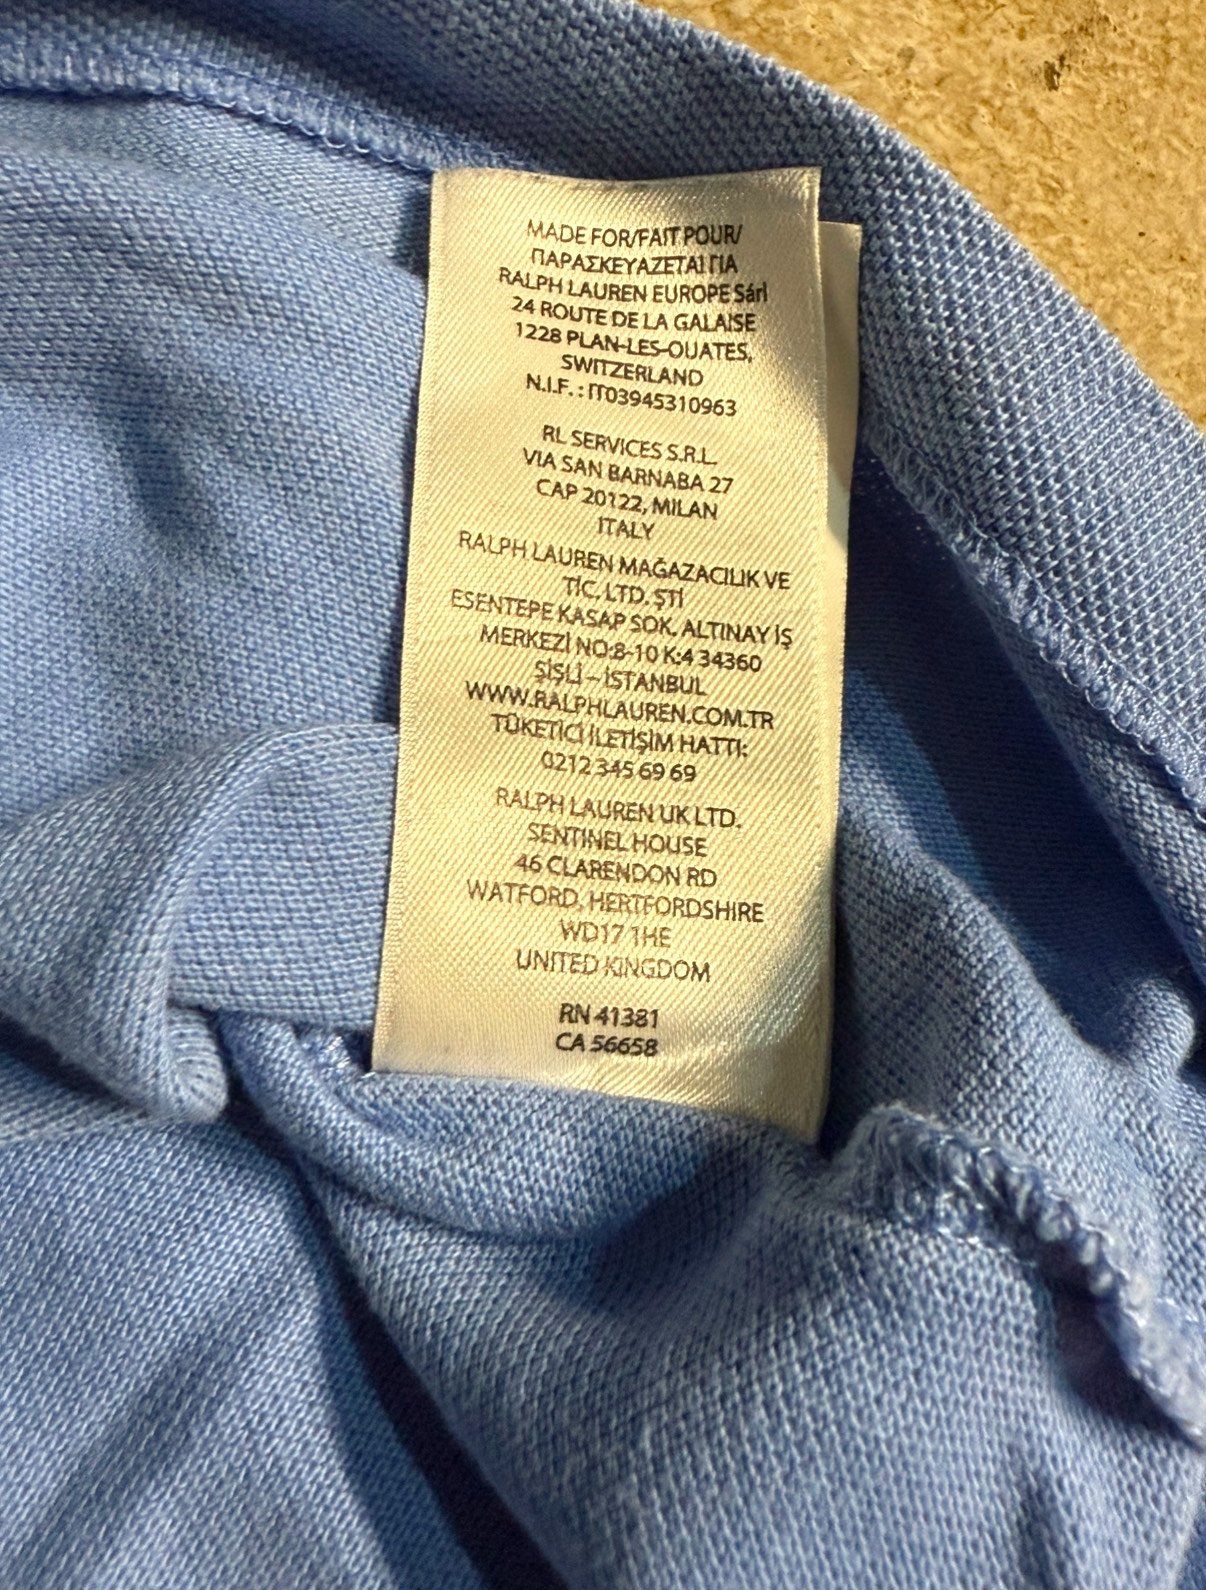 MADE FOR/FAIT POUR/
ΠΑΡΑΣΚΕΥΑΖΕΤΑΙ ΓΙΑ
RALPH LAUREN EUROPE Sárl
24 ROUTE DE LA GALAISE
1228 PLAN-LES-OUATES,
SWITZERLAND
N.I.F. : IT03945310963
RL SERVICES S.R.L.
VIA SAN BARNABA 27
CAP 20122, MILAN
ITALY
RALPH LAUREN MAĞAZACILIK VE
TİC. LTD. ŞTİ
ESENTEPE KASAP SOK. ALTINAY İŞ
MERKEZİ NO:8-10 K:4 34360
ŞİŞLİ – İSTANBUL
WWW.RALPHLAUREN.COM.TR
TÜKETİCİ İLETİŞİM HATTI:
0212 345 69 69
RALPH LAUREN UK LTD.
SENTINEL HOUSE
46 CLARENDON RD
WATFORD, HERTFORDSHIRE
WD17 1HE
UNITED KINGDOM
RN 41381
CA 56658